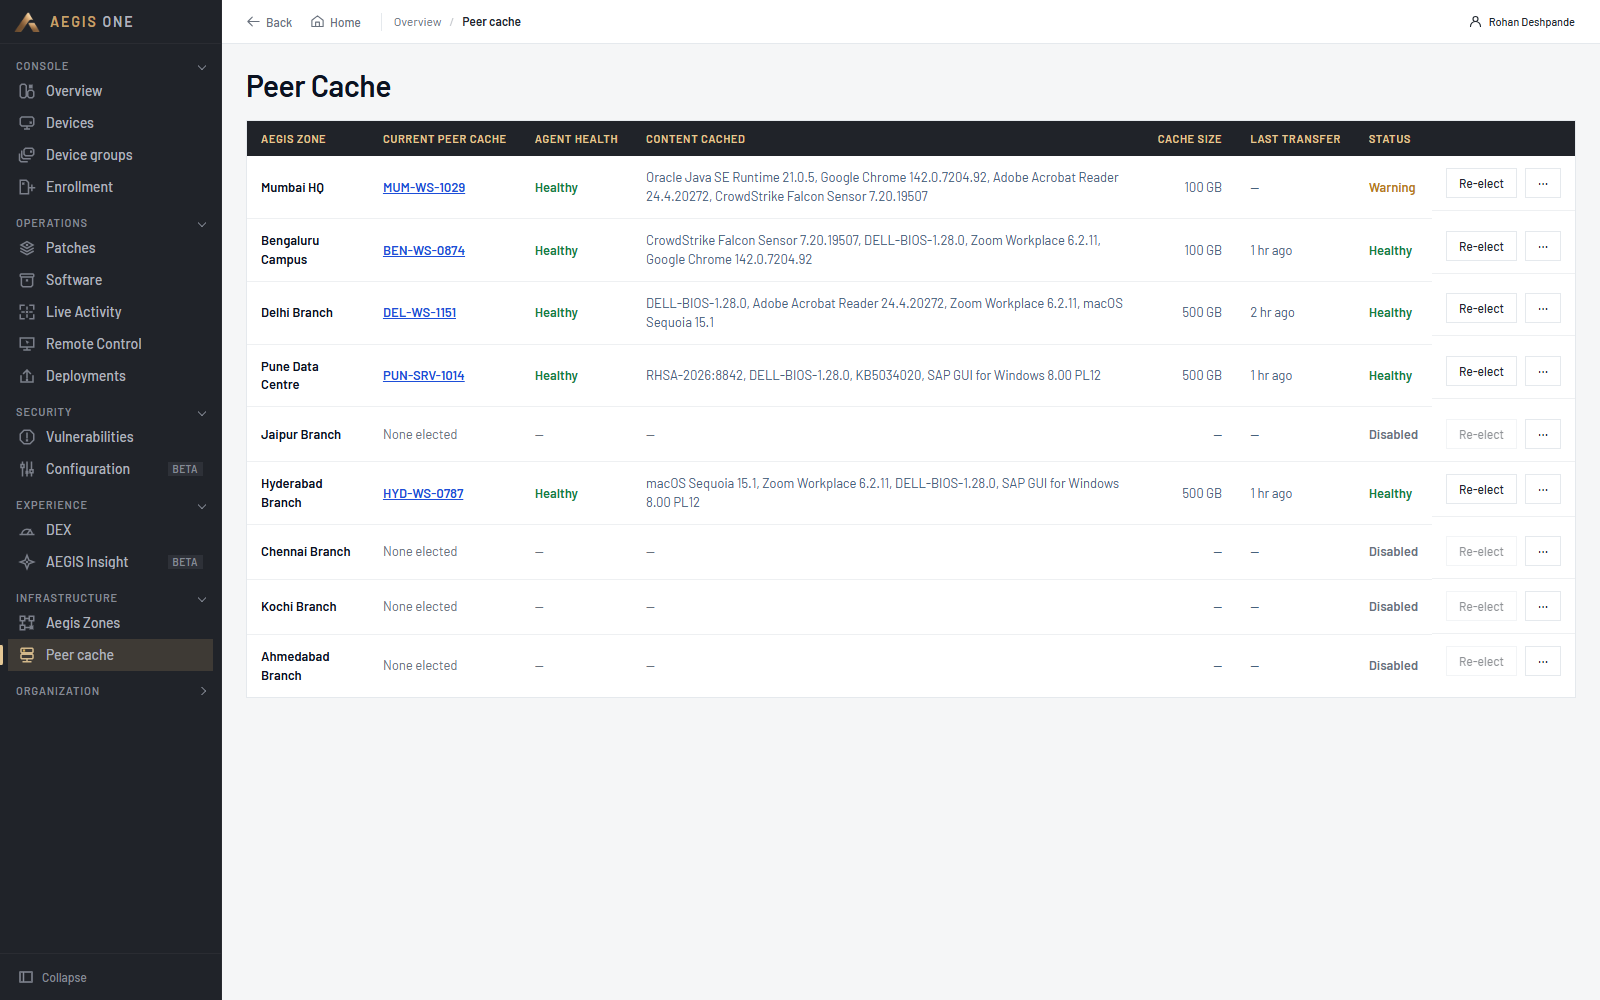 AEGIS ONE
CONSOLE
Overview
Devices
Device groups
Enrollment
OPERATIONS
Patches
Software
Live Activity
Remote Control
Deployments
SECURITY
Vulnerabilities
Configuration BETA
EXPERIENCE
DEX
AEGIS Insight BETA
INFRASTRUCTURE
Aegis Zones
Peer cache
ORGANIZATION
Collapse
Back Home Overview / Peer cache Rohan Deshpande
Peer Cache
AEGIS ZONE CURRENT PEER CACHE AGENT HEALTH CONTENT CACHED CACHE SIZE LAST TRANSFER STATUS
Mumbai HQ MUM-WS-1029 Healthy Oracle Java SE Runtime 21.0.5, Google Chrome 142.0.7204.92, Adobe Acrobat Reader
24.4.20272, CrowdStrike Falcon Sensor 7.20.19507 100 GB — Warning Re-elect ...
Bengaluru
Campus BEN-WS-0874 Healthy CrowdStrike Falcon Sensor 7.20.19507, DELL-BIOS-1.28.0, Zoom Workplace 6.2.11,
Google Chrome 142.0.7204.92 100 GB 1 hr ago Healthy Re-elect ...
Delhi Branch DEL-WS-1151 Healthy DELL-BIOS-1.28.0, Adobe Acrobat Reader 24.4.20272, Zoom Workplace 6.2.11, macOS
Sequoia 15.1 500 GB 2 hr ago Healthy Re-elect ...
Pune Data
Centre PUN-SRV-1014 Healthy RHSA-2026:8842, DELL-BIOS-1.28.0, KB5034020, SAP GUI for Windows 8.00 PL12 500 GB 1 hr ago Healthy Re-elect ...
Jaipur Branch None elected — — — — Disabled Re-elect ...
Hyderabad
Branch HYD-WS-0787 Healthy macOS Sequoia 15.1, Zoom Workplace 6.2.11, DELL-BIOS-1.28.0, SAP GUI for Windows
8.00 PL12 500 GB 1 hr ago Healthy Re-elect ...
Chennai Branch None elected — — — — Disabled Re-elect ...
Kochi Branch None elected — — — — Disabled Re-elect ...
Ahmedabad
Branch None elected — — — — Disabled Re-elect ...